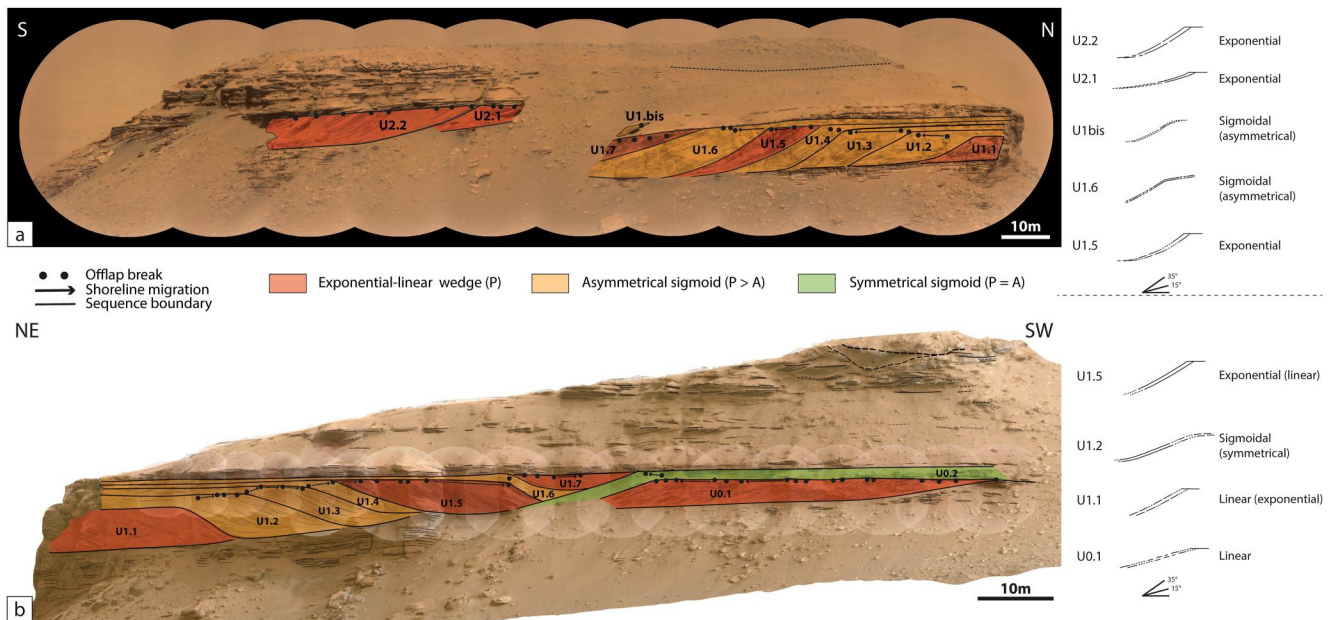 S
N
U2.2
U2.1
U1.bis
U1.7
U1.6
U1.5
U1.4
U1.3
U1.2
U1.1
a
10m
U2.2 Exponential
U2.1 Exponential
U1bis Sigmoidal
(asymmetrical)
U1.6 Sigmoidal
(asymmetrical)
U1.5 Exponential
35°
15°
Offlap break
Shoreline migration
Sequence boundary
Exponential-linear wedge (P)
Asymmetrical sigmoid (P > A)
Symmetrical sigmoid (P = A)
NE
SW
U1.1
U1.2
U1.3
U1.4
U1.5
U1.6
U1.7
U0.1
U0.2
b
10m
U1.5 Exponential (linear)
U1.2 Sigmoidal
(symmetrical)
U1.1 Linear (exponential)
U0.1 Linear
35°
15°